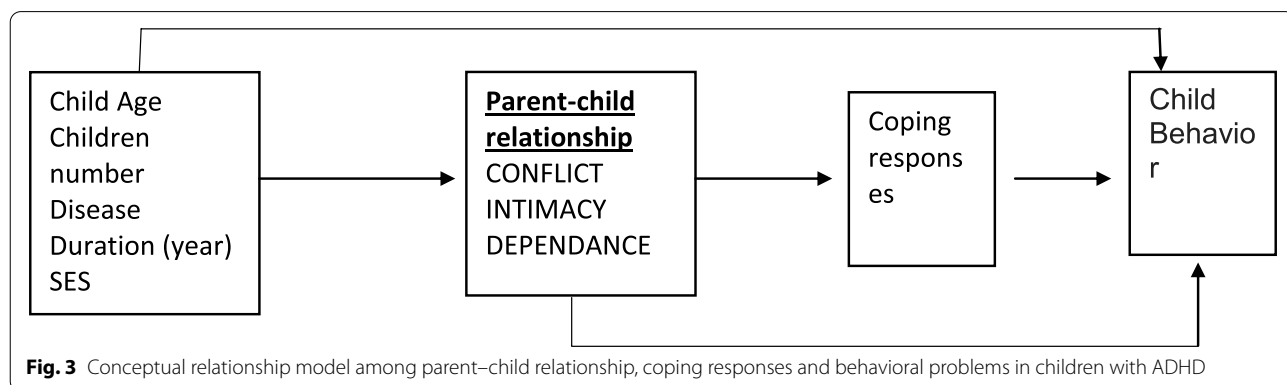 Child Age
Children
number
Disease
Duration (year)
SES
Parent-child
relationship
CONFLICT
INTIMACY
DEPENDANCE
Coping
respons
es
Child
Behavio
r
Fig. 3 Conceptual relationship model among parent–child relationship, coping responses and behavioral problems in children with ADHD